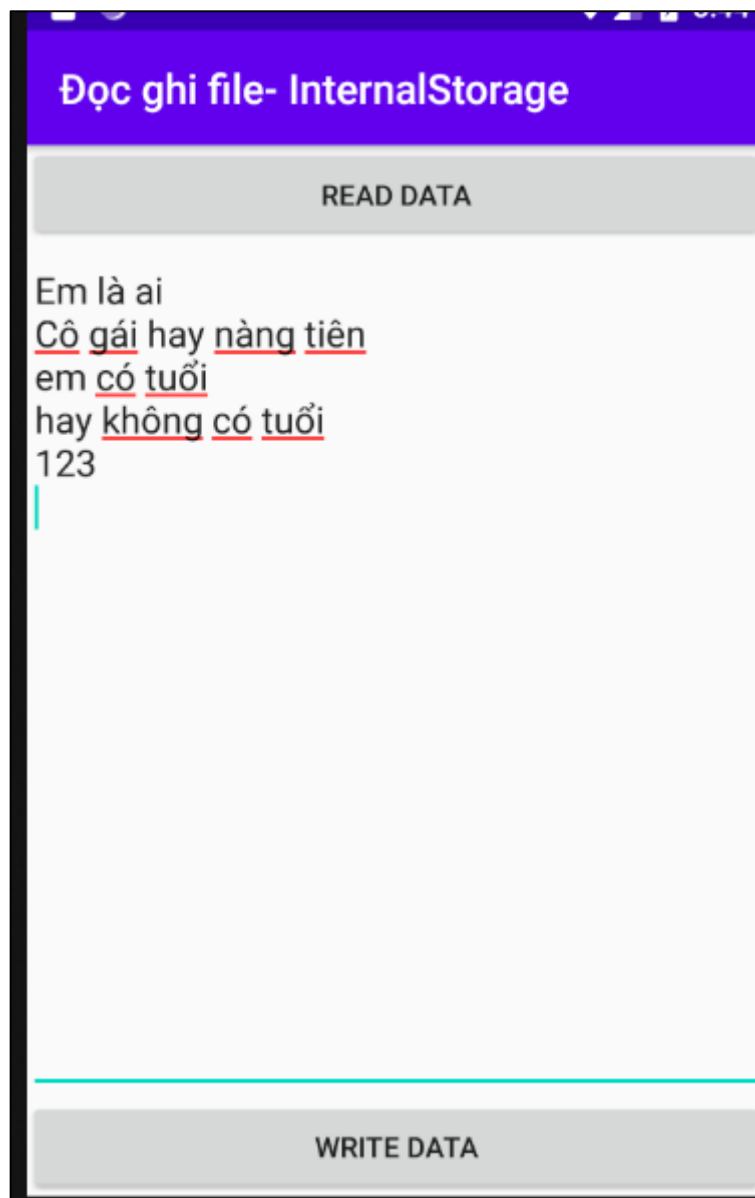 Đọc ghi file- InternalStorage
READ DATA
Em là ai
Cô gái hay nàng tiên
em có tuổi
hay không có tuổi
123
WRITE DATA